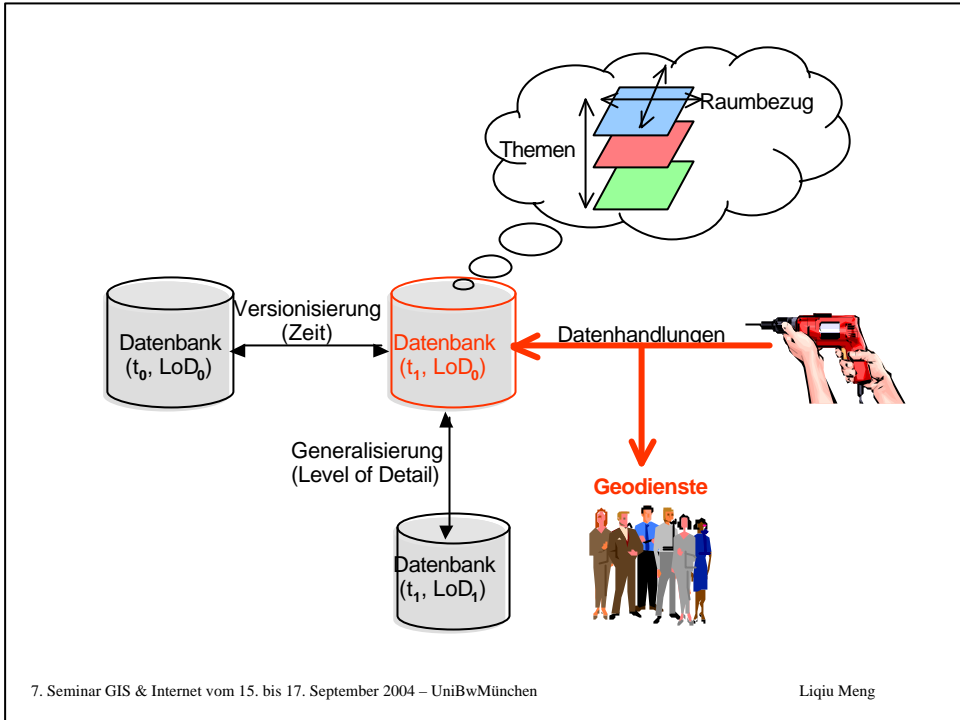 Raumbezug
Themen
Versionisierung
(Zeit)
Datenbank
(t₀, LoD₀)
Datenbank
(t₁, LoD₀)
Datenhandlungen
Generalisierung
(Level of Detail)
Geodienste
Datenbank
(t₁, LoD₁)
7. Seminar GIS & Internet vom 15. bis 17. September 2004 – UniBwMünchen
Liqiu Meng